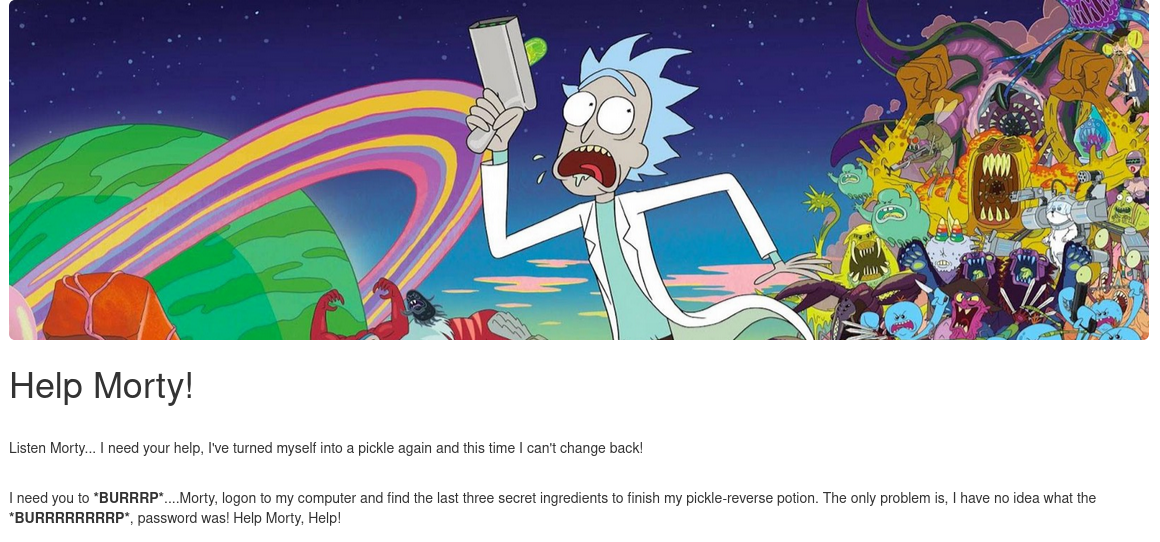 Help Morty!
Listen Morty... I need your help, I've turned myself into a pickle again and this time I can't change back!
I need you to *BURRRP*....Morty, logon to my computer and find the last three secret ingredients to finish my pickle-reverse potion. The only problem is, I have no idea what the
*BURRRRRRRRP*, password was! Help Morty, Help!